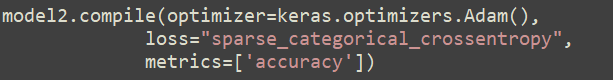 model2.compile(optimizer=keras.optimizers.Adam(),
loss="sparse_categorical_crossentropy",
metrics=['accuracy'])